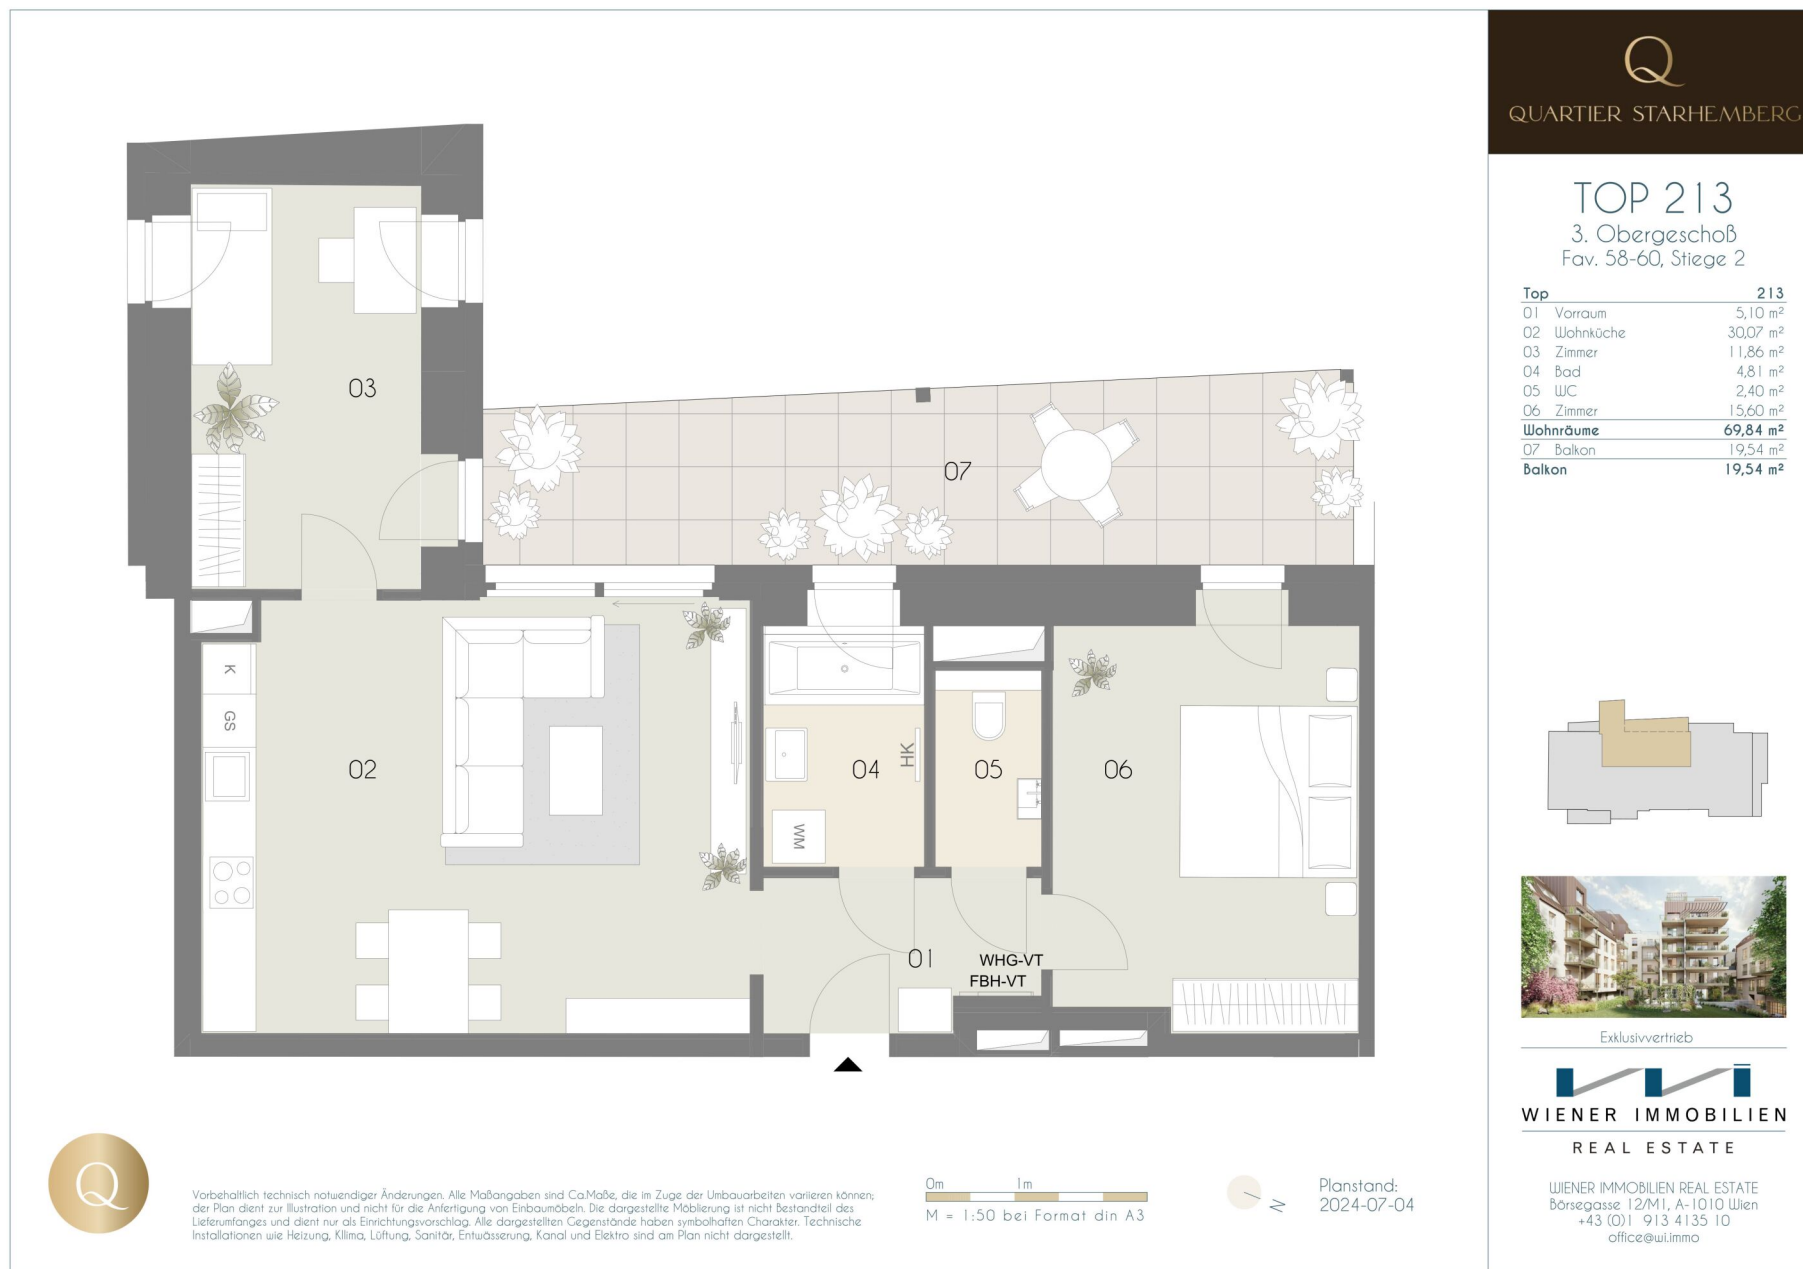 Q
QUARTIER STARHEMBERG
TOP 213
3. Obergeschoß
Fav. 58-60, Stiege 2
Top 213
01 Vorraum 5,10 m²
02 Wohnküche 30,07 m²
03 Zimmer 11,86 m²
04 Bad 4,81 m²
05 WC 2,40 m²
06 Zimmer 15,60 m²
Wohnräume 69,84 m²
07 Balkon 19,54 m²
Balkon 19,54 m²
03
07
K
GS
02
04
HK
05
06
WM
01
WHG-VT
FBH-VT
Exklusivvertrieb
WIENER IMMOBILIEN
REAL ESTATE
WIENER IMMOBILIEN REAL ESTATE
Börsegasse 12/M1, A-1010 Wien
+43 (0)1 913 4135 10
office@wi.immo
Q
Vorbehaltlich technisch notwendiger Änderungen. Alle Maßangaben sind Ca.Maße, die im Zuge der Umbauarbeiten variieren können;
der Plan dient zur Illustration und nicht für die Anfertigung von Einbaumöbeln. Die dargestellte Möblierung ist nicht Bestandteil des
Lieferumfanges und dient nur als Einrichtungsvorschlag. Alle dargestellten Gegenstände haben symbolhaften Charakter. Technische
Installationen wie Heizung, Kllima, Lüftung, Sanitär, Entwässerung, Kanal und Elektro sind am Plan nicht dargestellt.
0m 1m
M = 1:50 bei Format din A3
N
Planstand:
2024-07-04